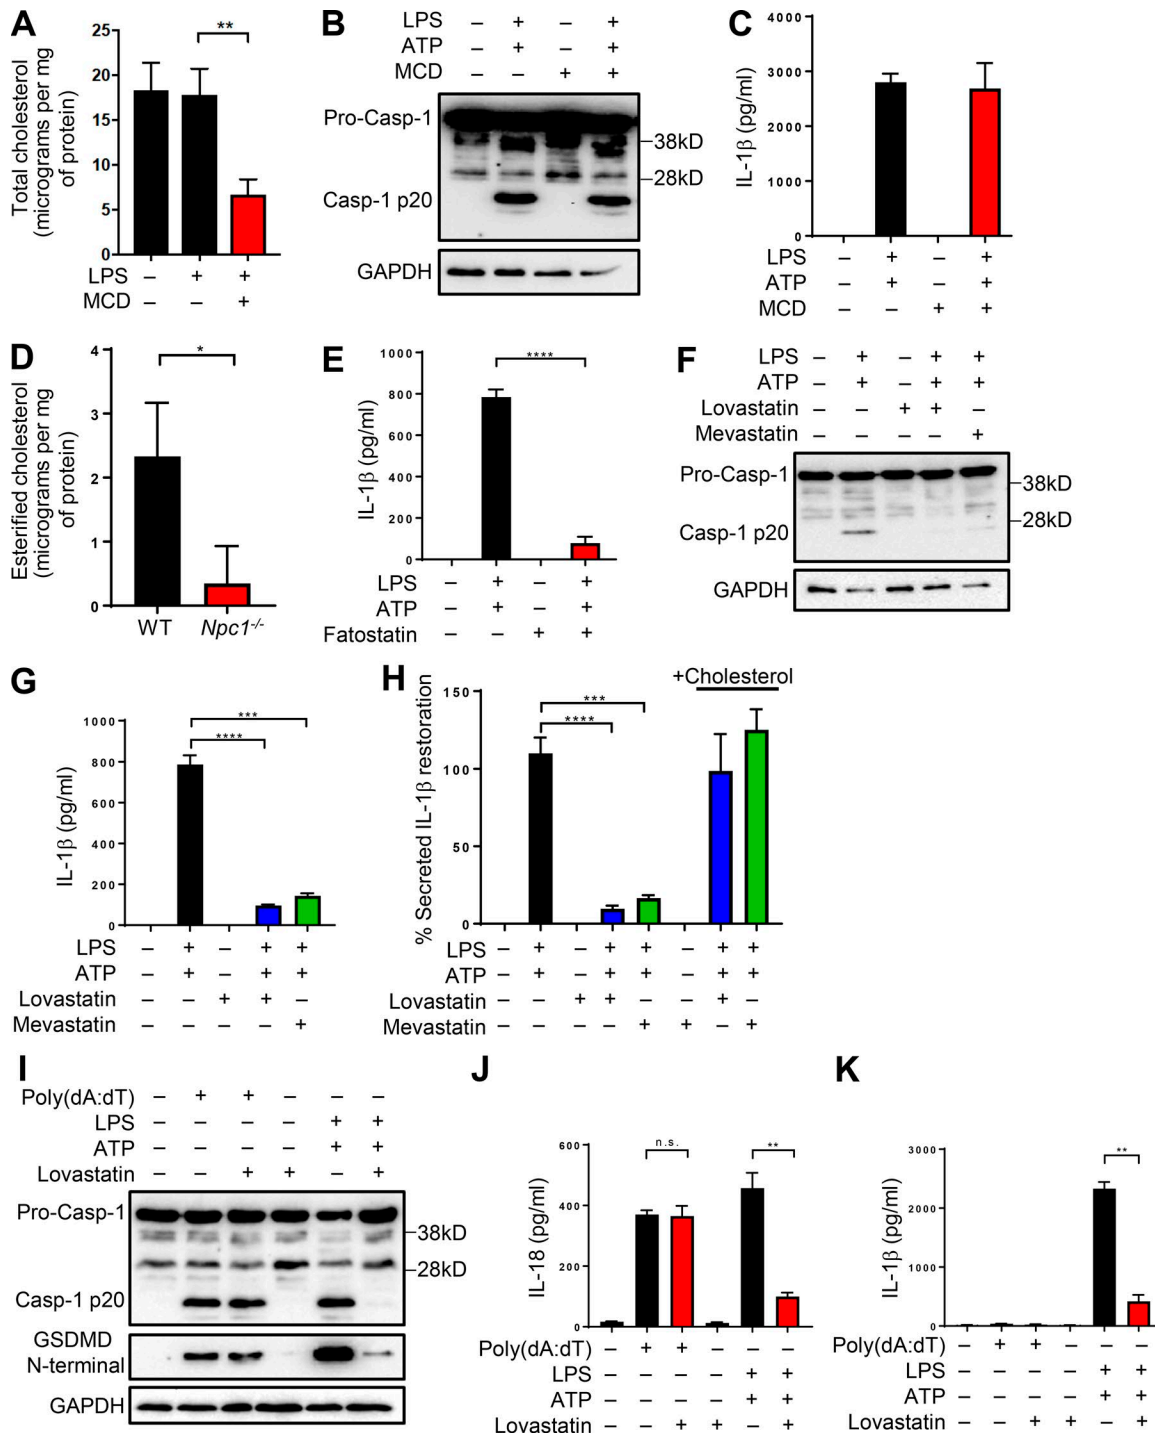 A
Total cholesterol
(micrograms per mg
of protein)
25
20
15
10
5
0
**
LPS – + +
MCD – – +
B
LPS – + – +
ATP – + – +
MCD – – + +
Pro-Casp-1
38kD
28kD
Casp-1 p20
GAPDH
C
IL-1β (pg/ml)
4000
3000
2000
1000
0
LPS – + – +
ATP – + – +
MCD – – + +
D
Esterified cholesterol
(micrograms per mg
of protein)
4
3
2
1
0
*
WT Npc1-/-
E
IL-1β (pg/ml)
1000
800
600
400
200
0
****
LPS – + – +
ATP – + – +
Fatostatin – – + +
F
LPS – + – + +
ATP – + – + +
Lovastatin – – + + –
Mevastatin – – – – +
Pro-Casp-1
38kD
28kD
Casp-1 p20
GAPDH
G
IL-1β (pg/ml)
1000
800
600
400
200
0
***
****
LPS – + – + +
ATP – + – + +
Lovastatin – – + + –
Mevastatin – – – – +
H
% Secreted IL-1β restoration
150
100
50
0
***
****
+Cholesterol
LPS – + – + + – + +
ATP – + – + + – + +
Lovastatin – – + + – – + –
Mevastatin – – – – + + – +
I
Poly(dA:dT) – + + – – –
LPS – – – – + +
ATP – – – – + +
Lovastatin – – + + – +
Pro-Casp-1
38kD
28kD
Casp-1 p20
GSDMD
N-terminal
GAPDH
J
IL-18 (pg/ml)
600
400
200
0
n.s.
**
Poly(dA:dT) – + + – – –
LPS – – – – + +
ATP – – – – + +
Lovastatin – – + + – +
K
IL-1β (pg/ml)
3000
2000
1000
0
**
Poly(dA:dT) – + + – – –
LPS – – – – + +
ATP – – – – + +
Lovastatin – – + + – +